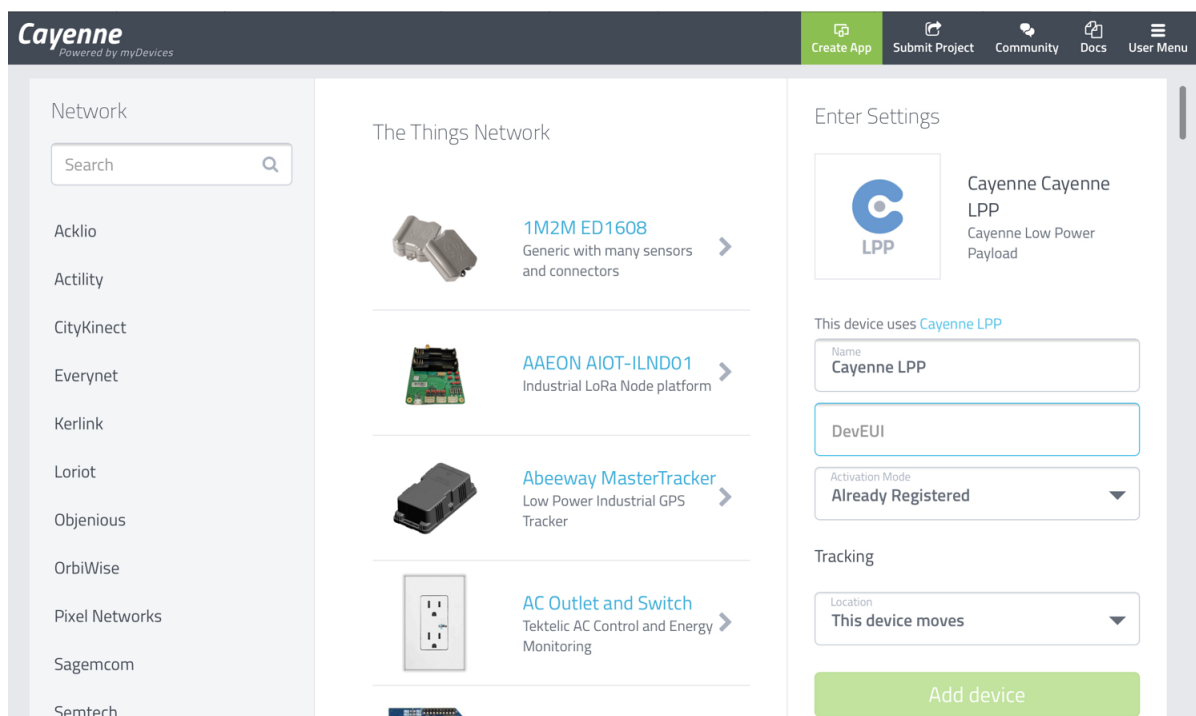 Cayenne
Powered by myDevices
Create App
Submit Project
Community
Docs
User Menu
Network
Search
Acklio
Actility
CityKinect
Everynet
Kerlink
Loriot
Objenious
OrbiWise
Pixel Networks
Sagemcom
Semtech
The Things Network
1M2M ED1608
Generic with many sensors
and connectors
AAEON AIOT-ILND01
Industrial LoRa Node platform
Abeeway MasterTracker
Low Power Industrial GPS
Tracker
AC Outlet and Switch
Tektelic AC Control and Energy
Monitoring
Enter Settings
LPP
Cayenne Cayenne
LPP
Cayenne Low Power
Payload
This device uses Cayenne LPP
Name
Cayenne LPP
DevEUI
Activation Mode
Already Registered
Tracking
Location
This device moves
Add device